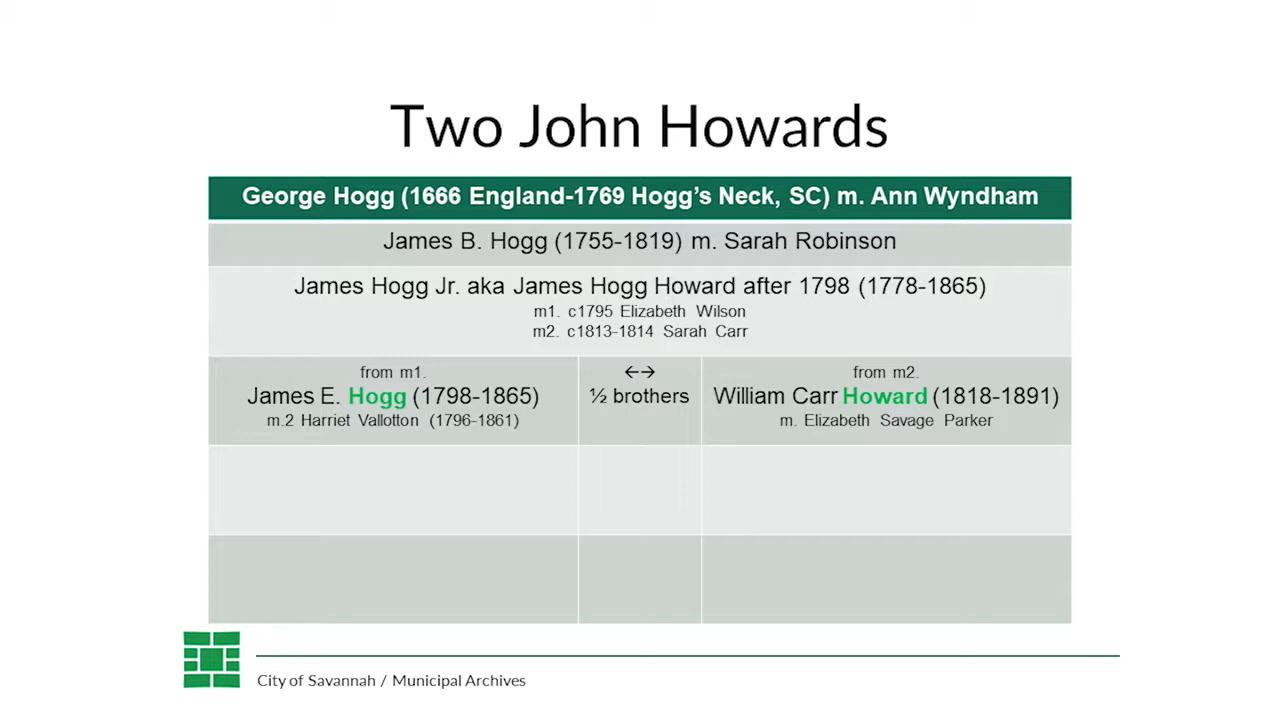 Two John Howards
George Hogg (1666 England-1769 Hogg's Neck, SC) m. Ann Wyndham
James B. Hogg (1755-1819) m. Sarah Robinson
James Hogg Jr. aka James Hogg Howard after 1798 (1778-1865)
m1. c1795 Elizabeth Wilson
m2. c1813-1814 Sarah Carr
from m1.
James E. Hogg (1798-1865)
m.2 Harriet Vallotton (1796-1861)
←→
½ brothers
from m2.
William Carr Howard (1818-1891)
m. Elizabeth Savage Parker
City of Savannah / Municipal Archives